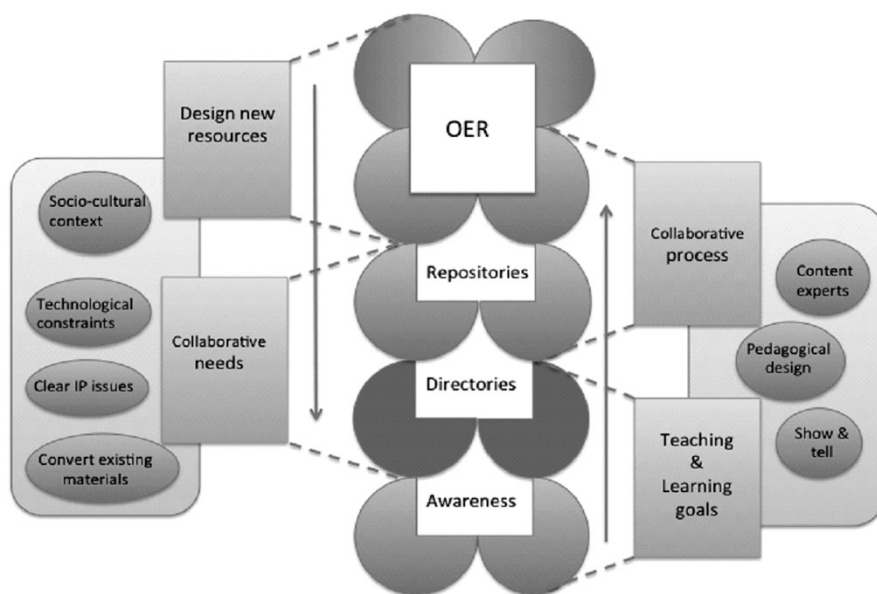 Design new
resources
Socio-cultural
context
Technological
constraints
Clear IP issues
Convert existing
materials
Collaborative
needs
OER
Repositories
Directories
Awareness
Collaborative
process
Teaching
&
Learning
goals
Content
experts
Pedagogical
design
Show &
tell